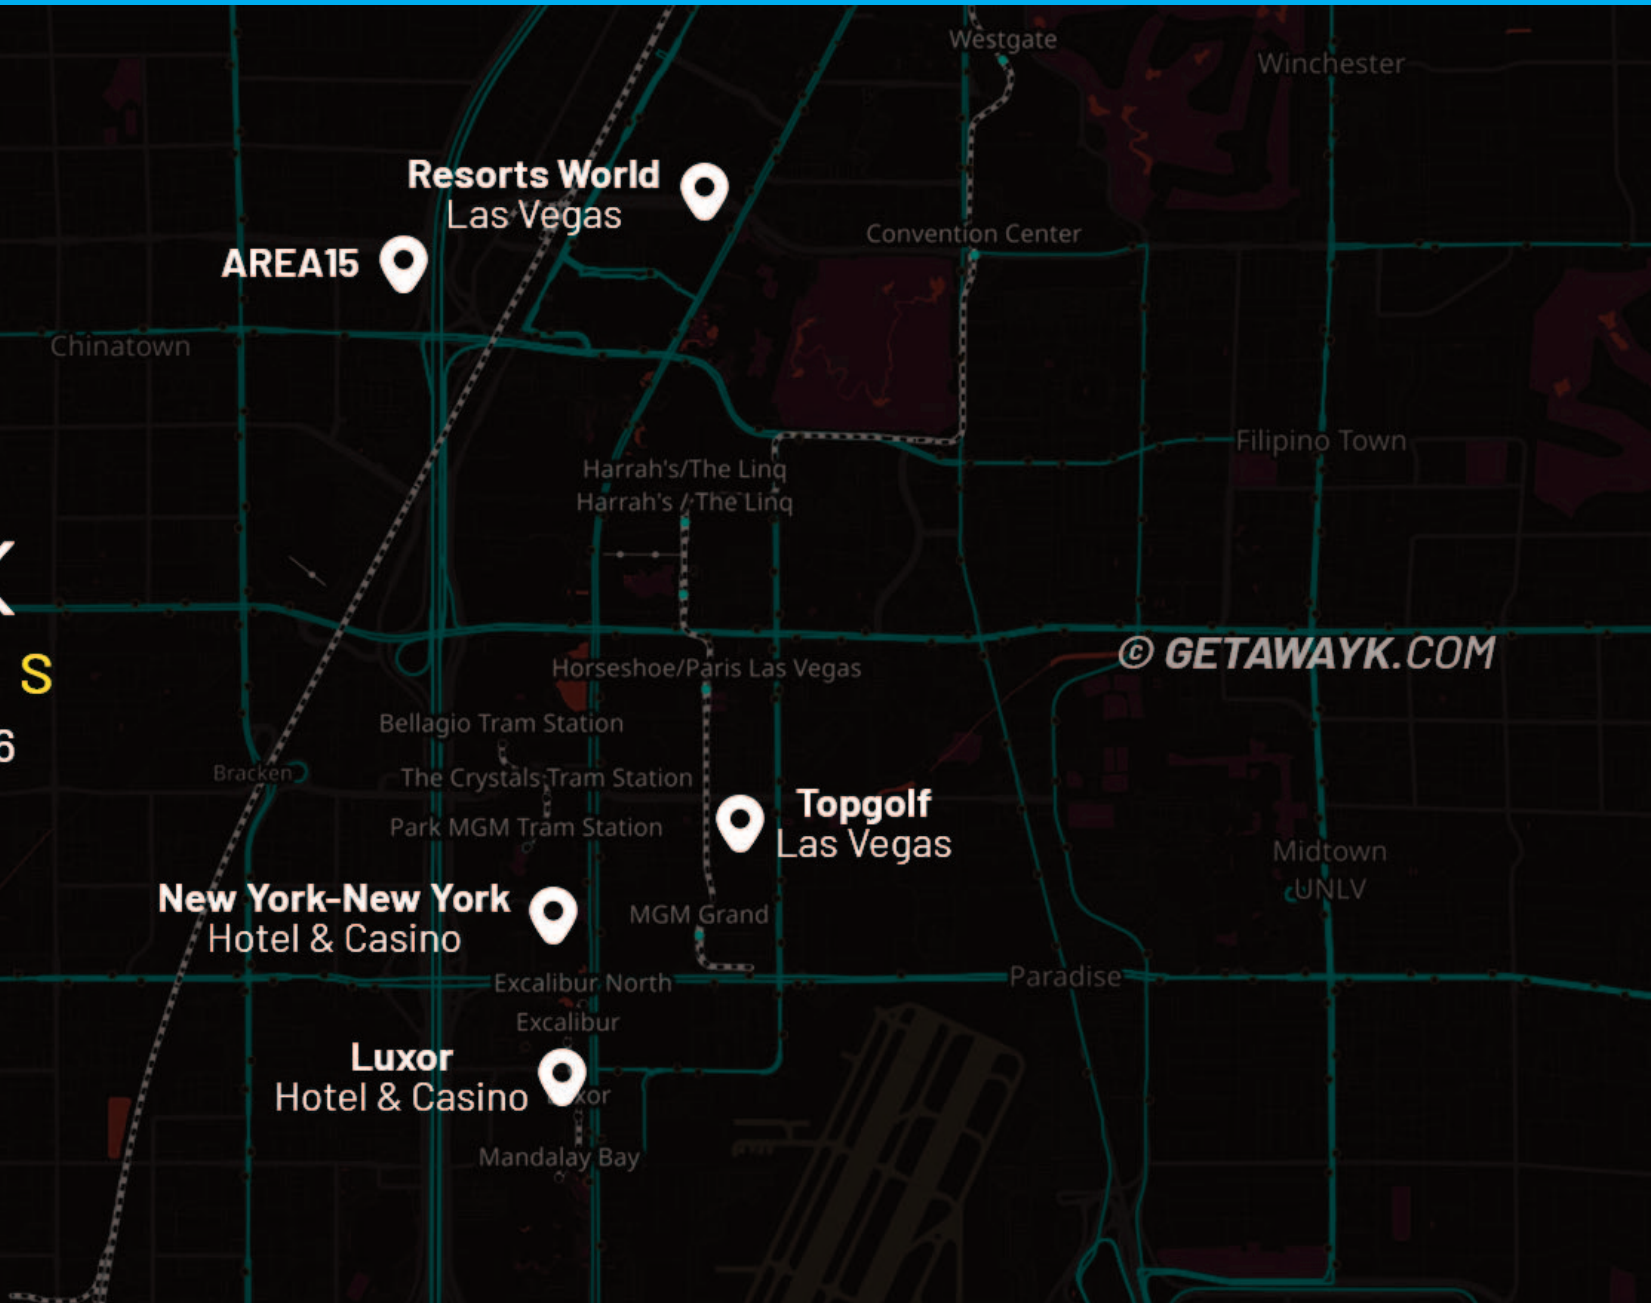 Westgate
Winchester
Resorts World
Las Vegas
AREA15
Convention Center
Chinatown
Filipino Town
Harrah's/The Linq
Harrah's / The Linq
K
S
6
© GETAWAYK.COM
Horseshoe/Paris Las Vegas
Bellagio Tram Station
Bracken
The Crystals Tram Station
Topgolf
Las Vegas
Park MGM Tram Station
Midtown
UNLV
New York-New York
Hotel & Casino
MGM Grand
Excalibur North
Paradise
Excalibur
Luxor
Hotel & Casino
Mandalay Bay